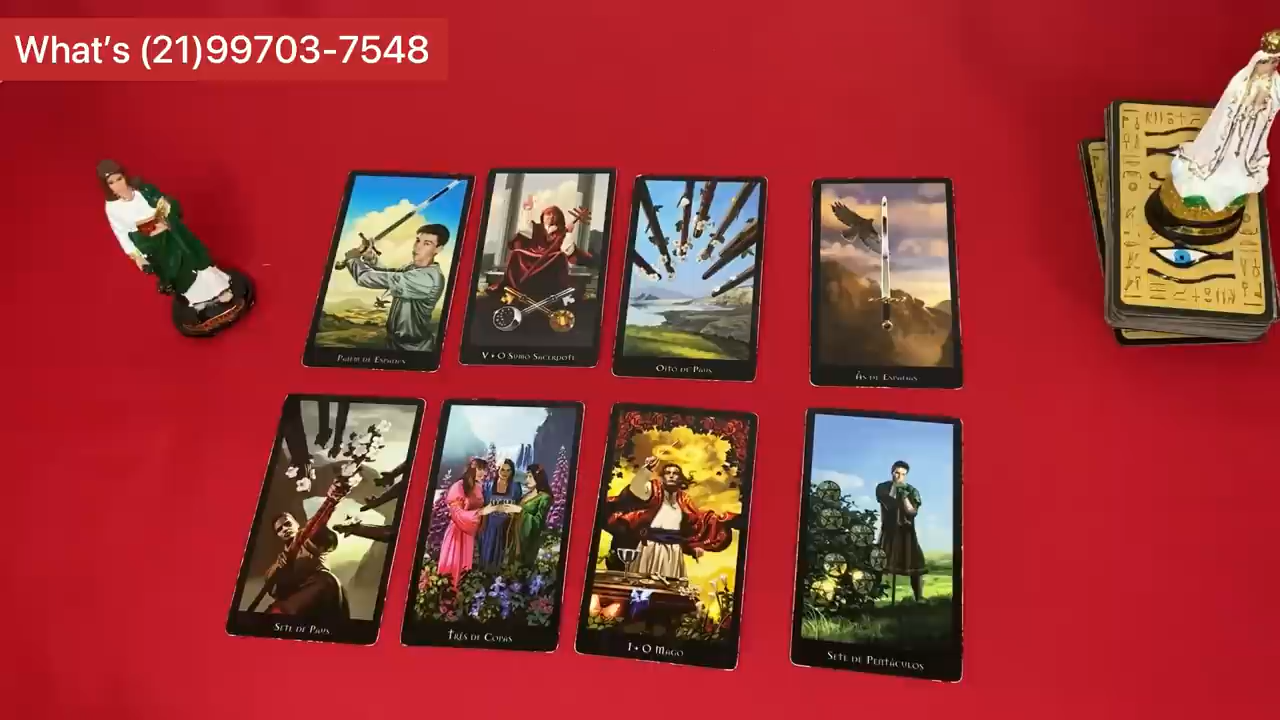 What's (21)99703-7548
Pajem de Espadas
V • O Sumo Sacerdote
Oito de Paus
Ás de Espadas
Sete de Paus
Três de Copas
I • O Mago
Sete de Pentáculos